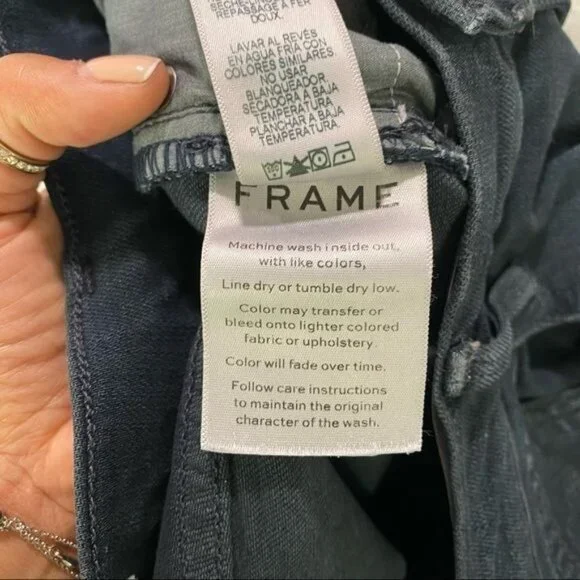 REPASSAGE À FER
DOUX.
LAVAR AL REVÉS
EN AGUA FRÍA CON
COLORES SIMILARES
NO USAR
BLANQUEADOR
SECADORA A BAJA
TEMPERATURA
PLANCHAR A BAJA
TEMPERATURA
FRAME
Machine wash inside out,
with like colors,
Line dry or tumble dry low.
Color may transfer or
bleed onto lighter colored
fabric or upholstery.
Color will fade over time.
Follow care instructions
to maintain the original
character of the wash.